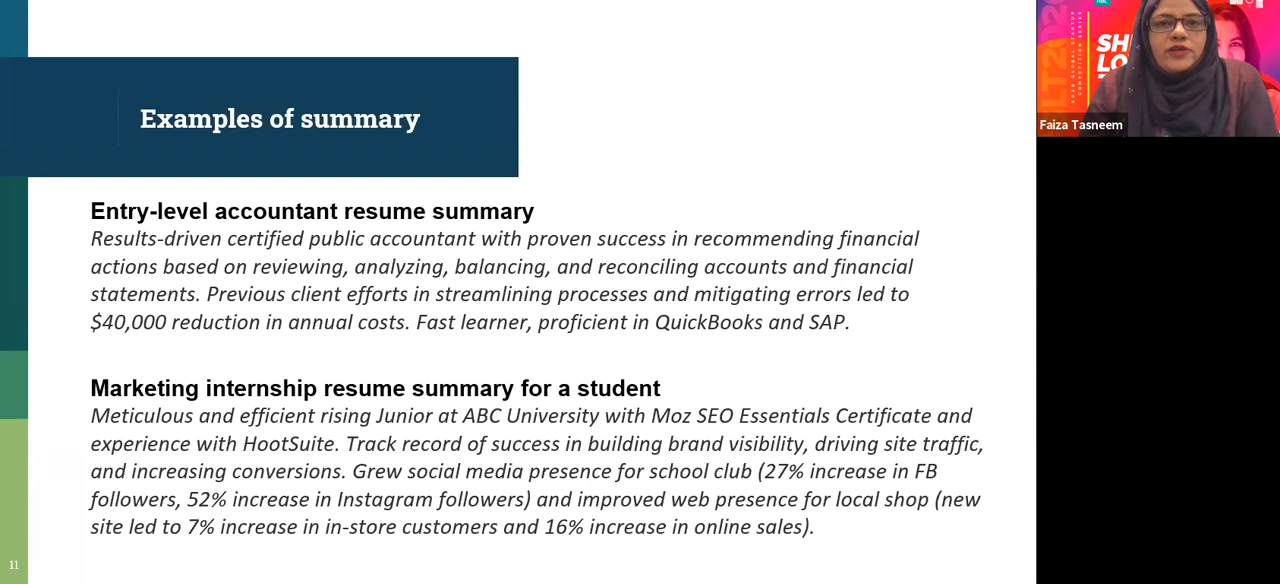 Examples of summary
Entry-level accountant resume summary
Results-driven certified public accountant with proven success in recommending financial
actions based on reviewing, analyzing, balancing, and reconciling accounts and financial
statements. Previous client efforts in streamlining processes and mitigating errors led to
$40,000 reduction in annual costs. Fast learner, proficient in QuickBooks and SAP.
Marketing internship resume summary for a student
Meticulous and efficient rising Junior at ABC University with Moz SEO Essentials Certificate and
experience with HootSuite. Track record of success in building brand visibility, driving site traffic,
and increasing conversions. Grew social media presence for school club (27% increase in FB
followers, 52% increase in Instagram followers) and improved web presence for local shop (new
site led to 7% increase in in-store customers and 16% increase in online sales).
11
SH
LO
Faiza Tasneem